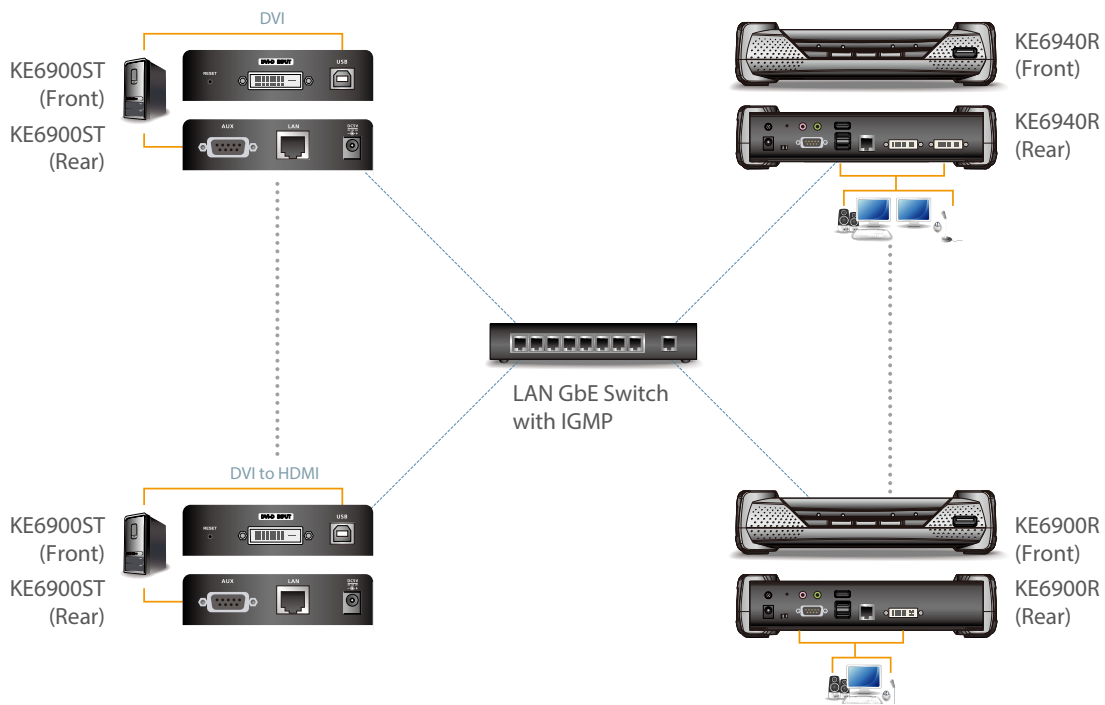 DVI
KE6900ST
(Front)
RESET
DVI-D INPUT
USB
KE6900ST
(Rear)
AUX
LAN
DC5V
KE6940R
(Front)
KE6940R
(Rear)
LAN GbE Switch
with IGMP
DVI to HDMI
KE6900ST
(Front)
RESET
DVI-D INPUT
USB
KE6900ST
(Rear)
AUX
LAN
DC5V
KE6900R
(Front)
KE6900R
(Rear)